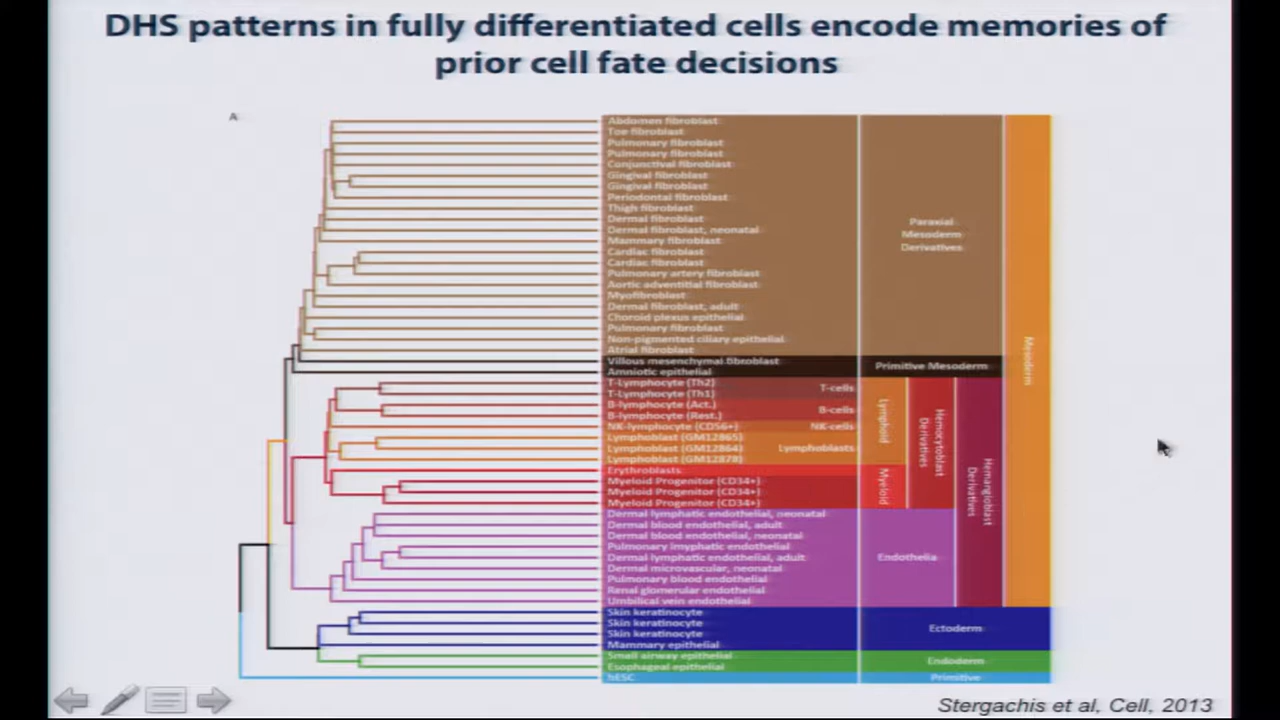 DHS patterns in fully differentiated cells encode memories of
prior cell fate decisions
A
Abdomen fibroblast
Toe fibroblast
Pulmonary fibroblast
Pulmonary fibroblast
Conjunctival fibroblast
Gingival fibroblast
Gingival fibroblast
Periodontal fibroblast
Thigh fibroblast
Dermal fibroblast
Dermal fibroblast, neonatal
Mammary fibroblast
Cardiac fibroblast
Cardiac fibroblast
Pulmonary artery fibroblast
Aortic adventitial fibroblast
Myofibroblast
Dermal fibroblast, adult
Choroid plexus epithelial
Pulmonary fibroblast
Non-pigmented ciliary epithelial
Atrial fibroblast
Paraxial
Mesoderm
Derivatives
Villous mesenchymal fibroblast
Amniotic epithelial
Primitive Mesoderm
Mesoderm
T-Lymphocyte (Th2)
T-Lymphocyte (Th1)
T-cells
B-lymphocyte (Act.)
B-lymphocyte (Rest.)
B-cells
NK-lymphocyte (CD56+)
NK-cells
Lymphoblast (GM12865)
Lymphoblast (GM12864)
Lymphoblast (GM12878)
Lymphoblasts
Lymphoid
Erythroblasts
Myeloid Progenitor (CD34+)
Myeloid Progenitor (CD34+)
Myeloid Progenitor (CD34+)
Myeloid
Hemocytoblast
Derivatives
Hemangioblast
Derivatives
Dermal lymphatic endothelial, neonatal
Dermal blood endothelial, adult
Dermal blood endothelial, neonatal
Pulmonary lmyphatic endothelial
Dermal lymphatic endothelial, adult
Dermal microvascular, neonatal
Pulmonary blood endothelial
Renal glomerular endothelial
Umbilical vein endothelial
Endothelia
Skin keratinocyte
Skin keratinocyte
Skin keratinocyte
Mammary epithelial
Ectoderm
Small airway epithelial
Esophageal epithelial
Endoderm
hESC
Primitive
Stergachis et al, Cell, 2013